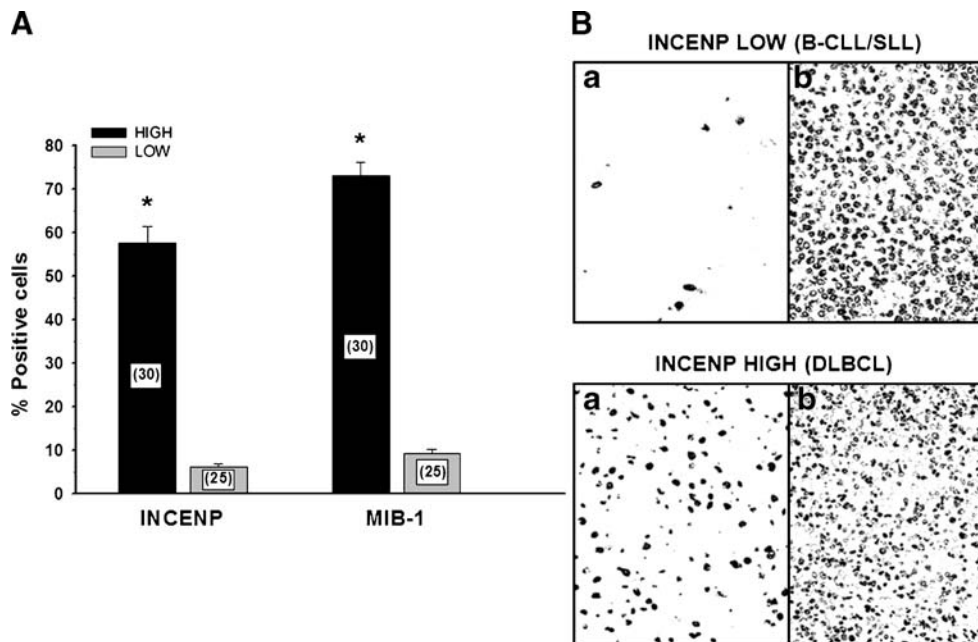 A
HIGH
LOW
% Positive cells
80
70
60
50
40
30
20
10
0
*
*
(30)
(25)
(30)
(25)
INCENP
MIB-1
B
INCENP LOW (B-CLL/SLL)
a
b
INCENP HIGH (DLBCL)
a
b